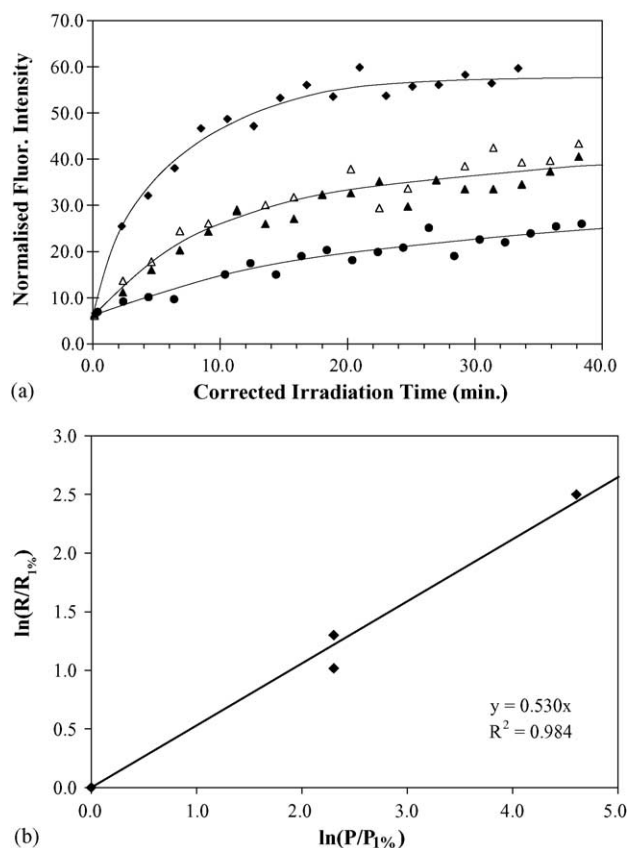 70.0
60.0
50.0
40.0
30.0
20.0
10.0
0.0
Normalised Fluor. Intensity
0.0 10.0 20.0 30.0 40.0
Corrected Irradiation Time (min.)
(a)
3.0
2.5
2.0
1.5
1.0
0.5
0.0
ln(R/R1%)
y = 0.530x
R² = 0.984
0.0 1.0 2.0 3.0 4.0 5.0
ln(P/P1%)
(b)